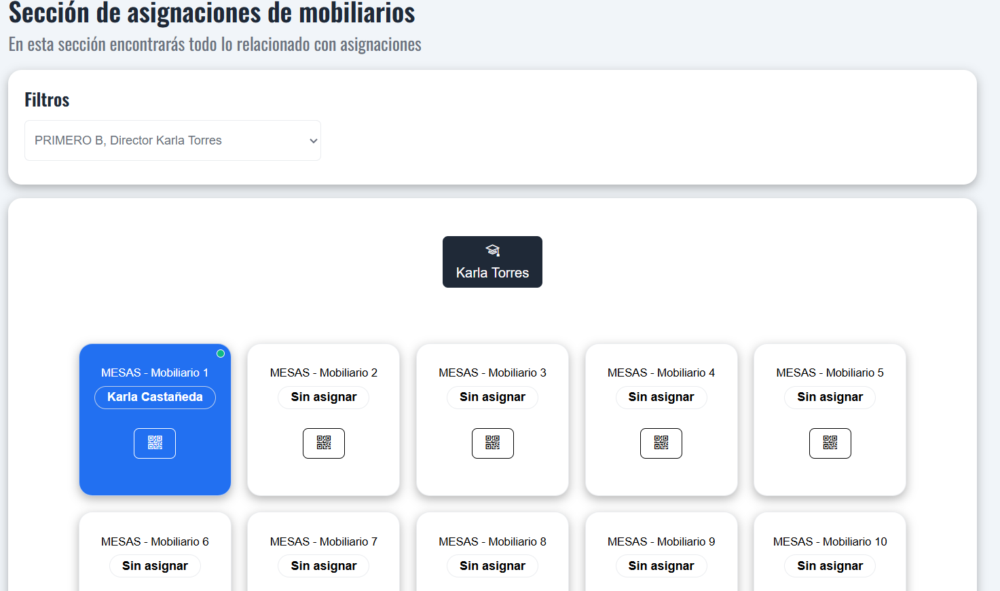 Sección de asignaciones de mobiliarios
En esta sección encontrarás todo lo relacionado con asignaciones
Filtros
PRIMERO B, Director Karla Torres
Karla Torres
MESAS - Mobiliario 1
Karla Castañeda
MESAS - Mobiliario 2
Sin asignar
MESAS - Mobiliario 3
Sin asignar
MESAS - Mobiliario 4
Sin asignar
MESAS - Mobiliario 5
Sin asignar
MESAS - Mobiliario 6
Sin asignar
MESAS - Mobiliario 7
Sin asignar
MESAS - Mobiliario 8
Sin asignar
MESAS - Mobiliario 9
Sin asignar
MESAS - Mobiliario 10
Sin asignar